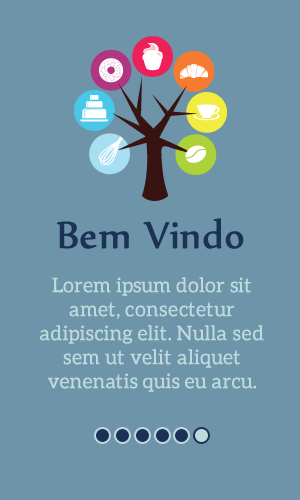 Bem Vindo
Lorem ipsum dolor sit
amet, consectetur
adipiscing elit. Nulla sed
sem ut velit aliquet
venenatis quis eu arcu.